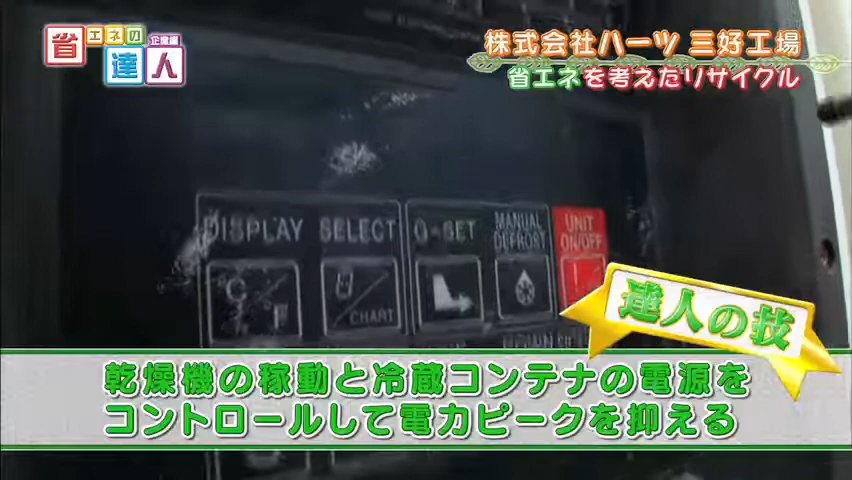 省エネの達人 企業編
株式会社ハーツ 三好工場
省エネを考えたリサイクル
DISPLAY SELECT
MANUAL DEFROST
UNIT ON/OFF
C F
CHART
達人の技
乾燥機の稼動と冷蔵コンテナの電源を
コントロールして電力ピークを抑える